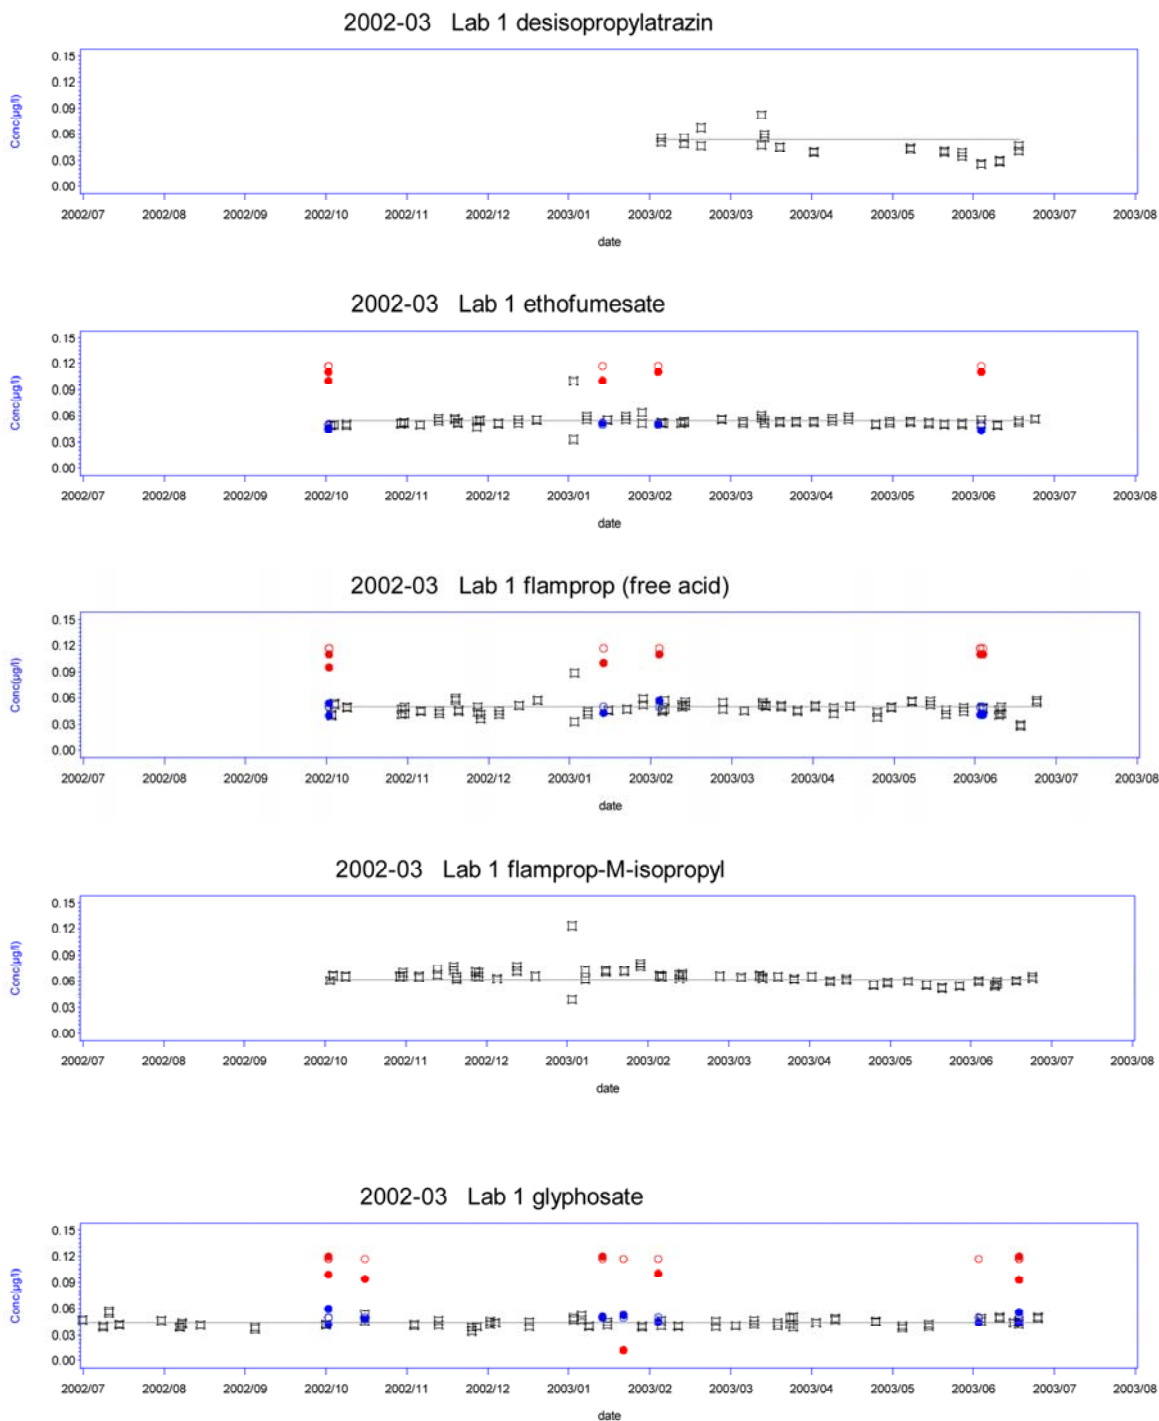 2002-03 Lab 1 desisopropylatrazin
Conc(µg/l)
0.15
0.12
0.09
0.06
0.03
0.00
2002/07 2002/08 2002/09 2002/10 2002/11 2002/12 2003/01 2003/02 2003/03 2003/04 2003/05 2003/06 2003/07 2003/08
date
2002-03 Lab 1 ethofumesate
Conc(µg/l)
0.15
0.12
0.09
0.06
0.03
0.00
2002/07 2002/08 2002/09 2002/10 2002/11 2002/12 2003/01 2003/02 2003/03 2003/04 2003/05 2003/06 2003/07 2003/08
date
2002-03 Lab 1 flamprop (free acid)
Conc(µg/l)
0.15
0.12
0.09
0.06
0.03
0.00
2002/07 2002/08 2002/09 2002/10 2002/11 2002/12 2003/01 2003/02 2003/03 2003/04 2003/05 2003/06 2003/07 2003/08
date
2002-03 Lab 1 flamprop-M-isopropyl
Conc(µg/l)
0.15
0.12
0.09
0.06
0.03
0.00
2002/07 2002/08 2002/09 2002/10 2002/11 2002/12 2003/01 2003/02 2003/03 2003/04 2003/05 2003/06 2003/07 2003/08
date
2002-03 Lab 1 glyphosate
Conc(µg/l)
0.15
0.12
0.09
0.06
0.03
0.00
2002/07 2002/08 2002/09 2002/10 2002/11 2002/12 2003/01 2003/02 2003/03 2003/04 2003/05 2003/06 2003/07 2003/08
date